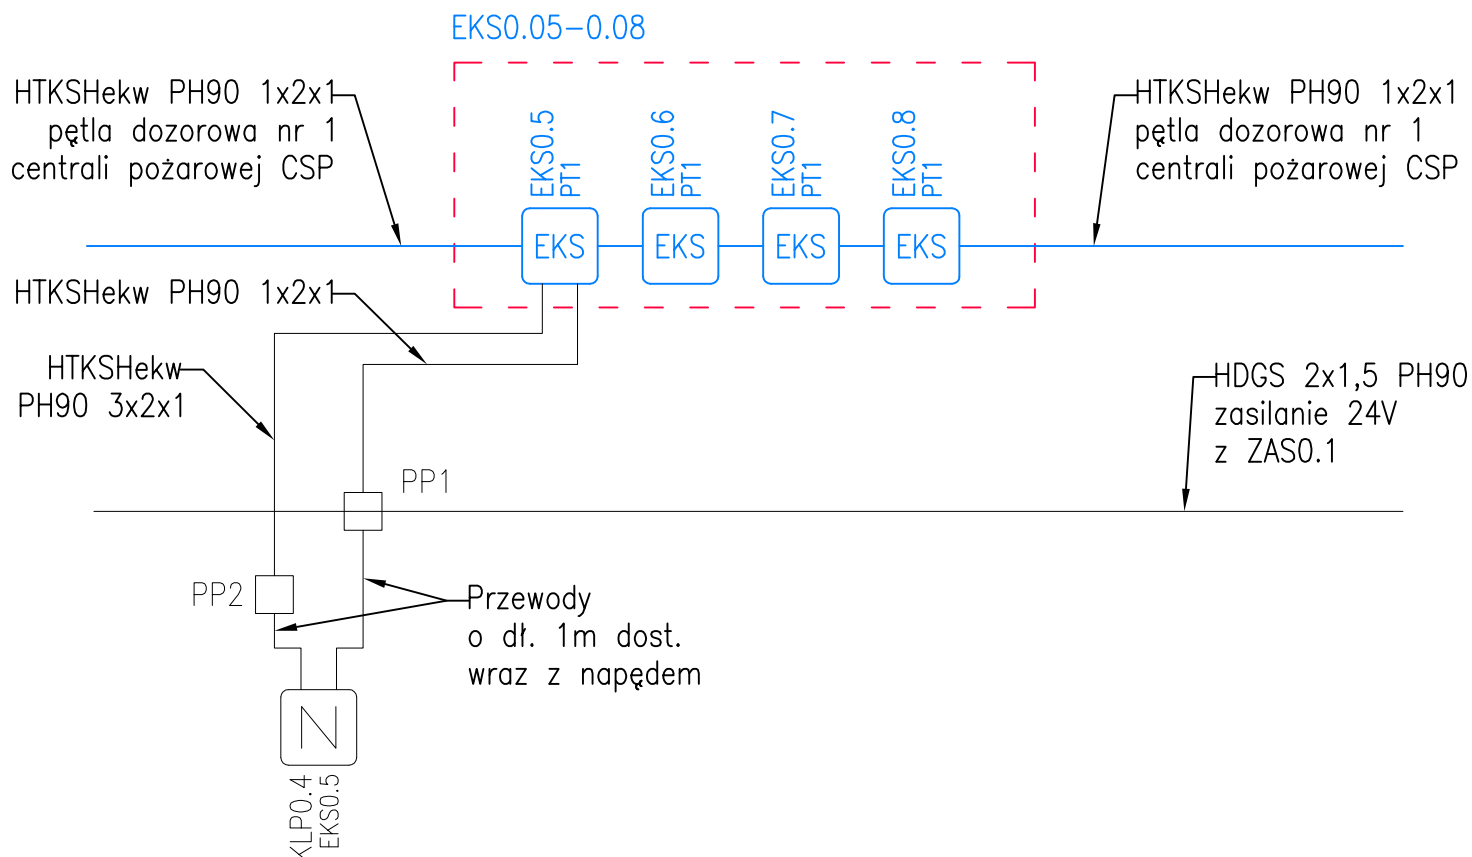 EKS0.05-0.08
HTKSHekw PH90 1x2x1
pętla dozorowa nr 1
centrali pożarowej CSP
HTKSHekw PH90 1x2x1
pętla dozorowa nr 1
centrali pożarowej CSP
EKS0.5
PT1
EKS0.6
PT1
EKS0.7
PT1
EKS0.8
PT1
EKS
EKS
EKS
EKS
HTKSHekw PH90 1x2x1
HTKSHekw
PH90 3x2x1
HDGS 2x1,5 PH90
zasilanie 24V
z ZAS0.1
PP1
PP2
Przewody
o dł. 1m dost.
wraz z napędem
N
KLP0.4
EKS0.5